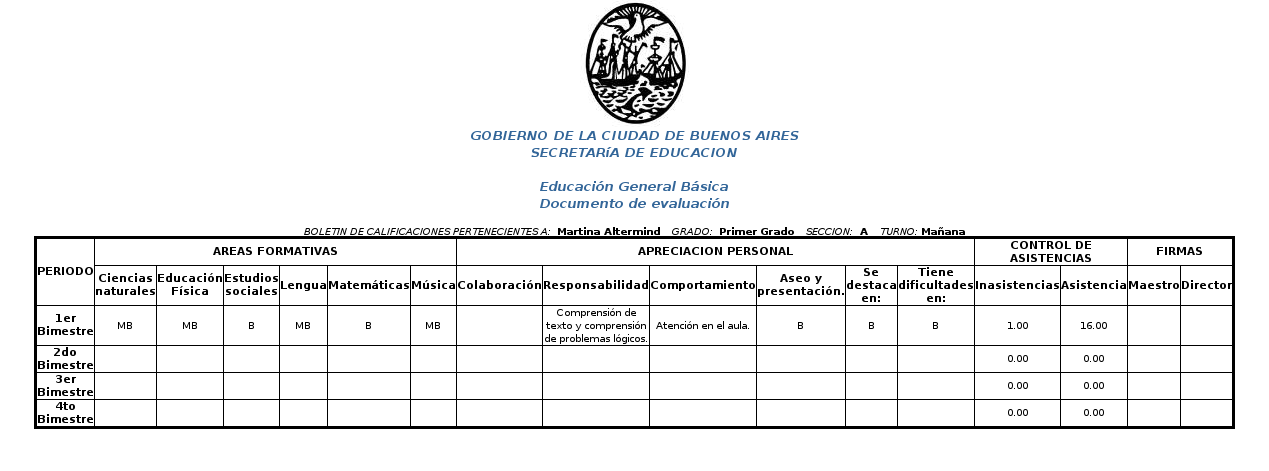 GOBIERNO DE LA CIUDAD DE BUENOS AIRES
SECRETARíA DE EDUCACION
Educación General Básica
Documento de evaluación
BOLETIN DE CALIFICACIONES PERTENECIENTES A: Martina Altermind GRADO: Primer Grado SECCION: A TURNO: Mañana
PERIODO AREAS FORMATIVAS APRECIACION PERSONAL CONTROL DE ASISTENCIAS FIRMAS
Ciencias naturales Educación Física Estudios sociales Lengua Matemáticas Música Colaboración Responsabilidad Comportamiento Aseo y presentación. Se destaca en: Tiene dificultades en: Inasistencias Asistencia Maestro Director
1er Bimestre MB MB B MB B MB Comprensión de texto y comprensión de problemas lógicos. Atención en el aula. B B B 1.00 16.00
2do Bimestre 0.00 0.00
3er Bimestre 0.00 0.00
4to Bimestre 0.00 0.00